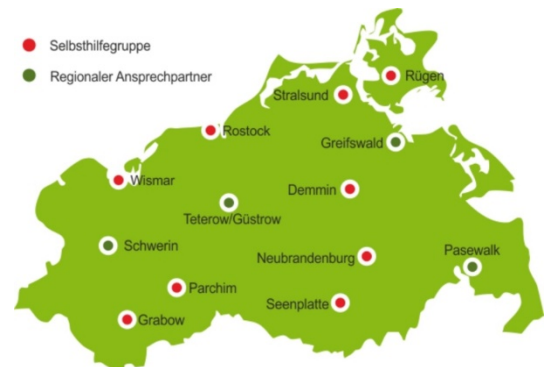 Selbsthilfegruppe
Regionaler Ansprechpartner
Rügen
Stralsund
Rostock
Greifswald
Wismar
Demmin
Teterow/Güstrow
Schwerin
Pasewalk
Neubrandenburg
Parchim
Seenplatte
Grabow